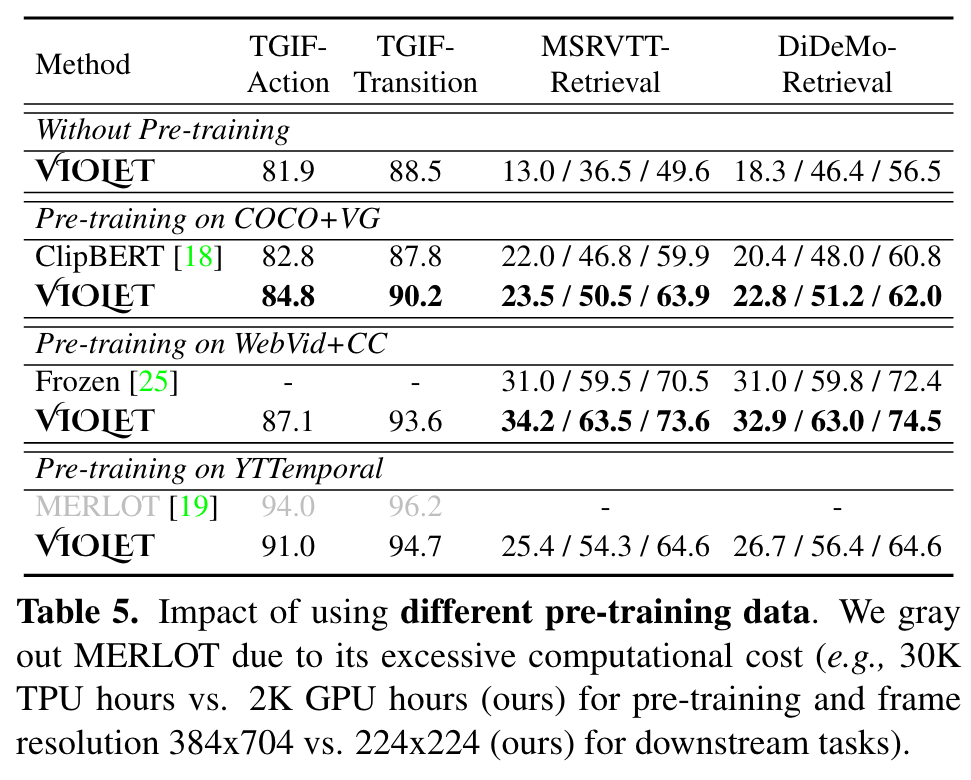 Method TGIF- TGIF- MSRVTT- DiDeMo-
Action Transition Retrieval Retrieval
Without Pre-training
VIOLET 81.9 88.5 13.0 / 36.5 / 49.6 18.3 / 46.4 / 56.5
Pre-training on COCO+VG
ClipBERT [18] 82.8 87.8 22.0 / 46.8 / 59.9 20.4 / 48.0 / 60.8
VIOLET 84.8 90.2 23.5 / 50.5 / 63.9 22.8 / 51.2 / 62.0
Pre-training on WebVid+CC
Frozen [25] - - 31.0 / 59.5 / 70.5 31.0 / 59.8 / 72.4
VIOLET 87.1 93.6 34.2 / 63.5 / 73.6 32.9 / 63.0 / 74.5
Pre-training on YTTemporal
MERLOT [19] 94.0 96.2 - -
VIOLET 91.0 94.7 25.4 / 54.3 / 64.6 26.7 / 56.4 / 64.6
Table 5. Impact of using different pre-training data. We gray
out MERLOT due to its excessive computational cost (e.g., 30K
TPU hours vs. 2K GPU hours (ours) for pre-training and frame
resolution 384x704 vs. 224x224 (ours) for downstream tasks).